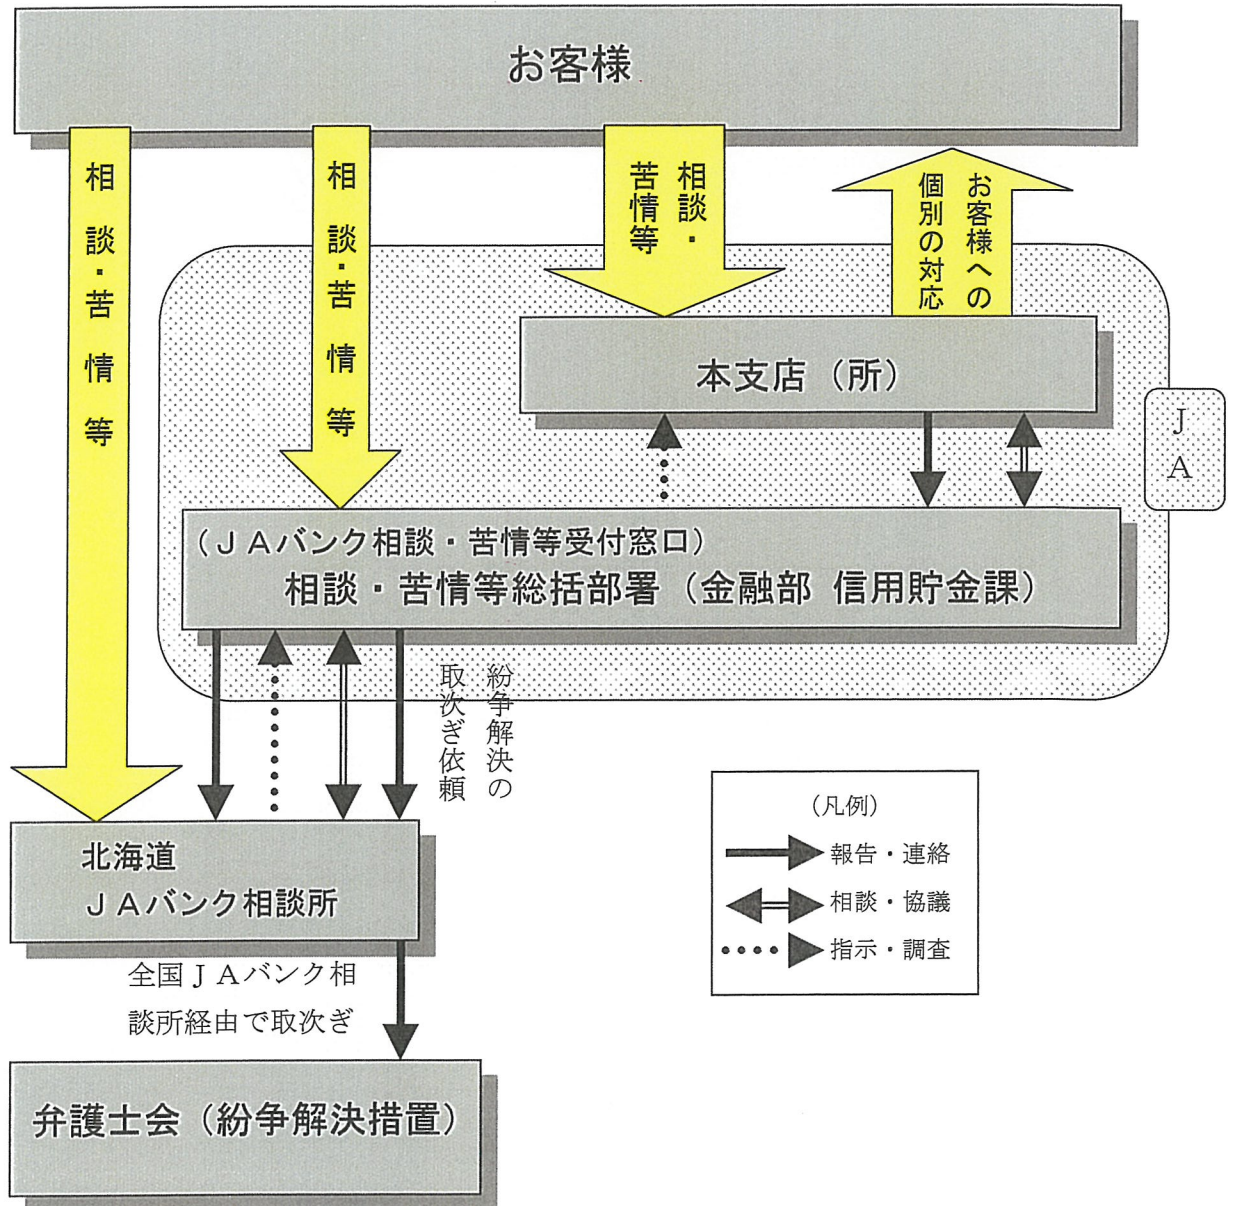 お客様
相談・苦情等
相談・苦情等
相談・
苦情等
お客様への
個別の対応
本支店（所）
ＪＡ
（ＪＡバンク相談・苦情等受付窓口）
相談・苦情等総括部署（金融部 信用貯金課）
紛争解決の
取次ぎ依頼
北海道
ＪＡバンク相談所
全国ＪＡバンク相
談所経由で取次ぎ
弁護士会（紛争解決措置）
（凡例）
報告・連絡
相談・協議
指示・調査